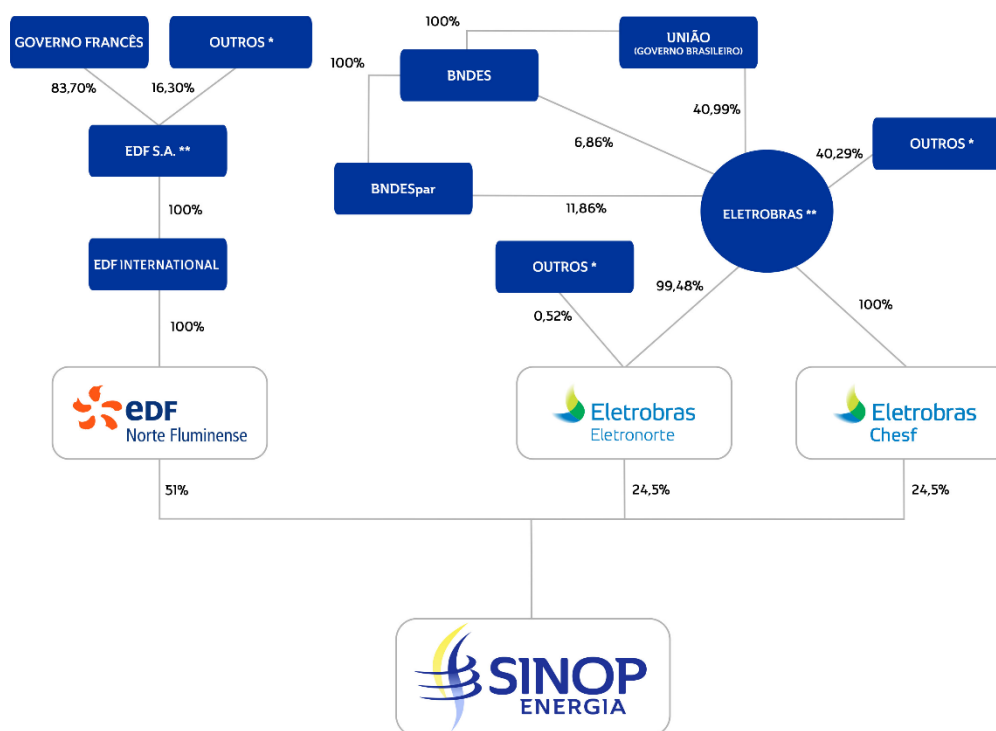 GOVERNO FRANCÊS
OUTROS *
83,70%
16,30%
EDF S.A. **
100%
EDF INTERNATIONAL
100%
eDF
Norte Fluminense
51%
100%
UNIÃO
(GOVERNO BRASILEIRO)
BNDES
100%
40,99%
6,86%
BNDESpar
11,86%
ELETROBRAS **
40,29%
OUTROS *
OUTROS *
0,52%
99,48%
100%
Eletrobras
Eletronorte
24,5%
Eletrobras
Chesf
24,5%
SINOP
ENERGIA